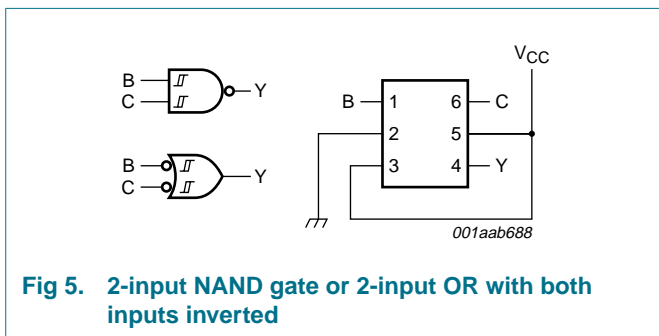 B
C
Y
B
C
Y
VCC
B 1 6 C
2 5
3 4 Y
001aab688
Fig 5. 2-input NAND gate or 2-input OR with both
inputs inverted